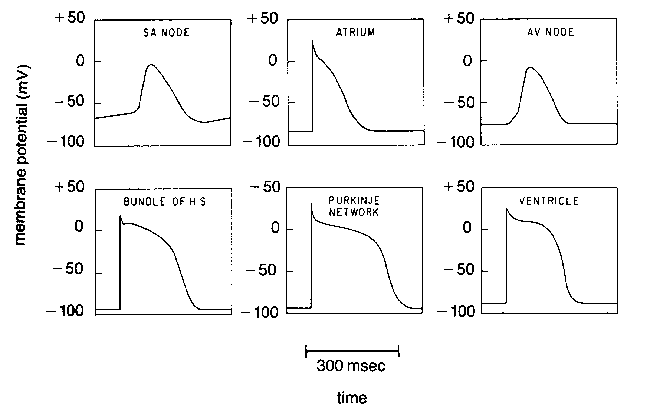 +50
SA NODE
0
−50
−100
+50
ATRIUM
0
−50
−100
+50
AV NODE
0
−50
−100
membrane potential (mV)
+50
BUNDLE OF H S
0
−50
−100
−50
PURKINJE
NETWORK
0
−50
−100
+50
VENTRICLE
0
−50
−100
300 msec
time